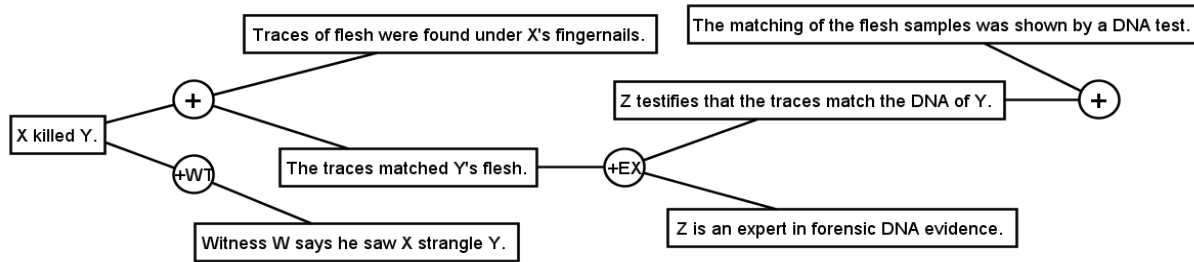 Traces of flesh were found under X's fingernails.
The matching of the flesh samples was shown by a DNA test.
+
Z testifies that the traces match the DNA of Y.
+
X killed Y.
+WT
The traces matched Y's flesh.
+EX
Witness W says he saw X strangle Y.
Z is an expert in forensic DNA evidence.